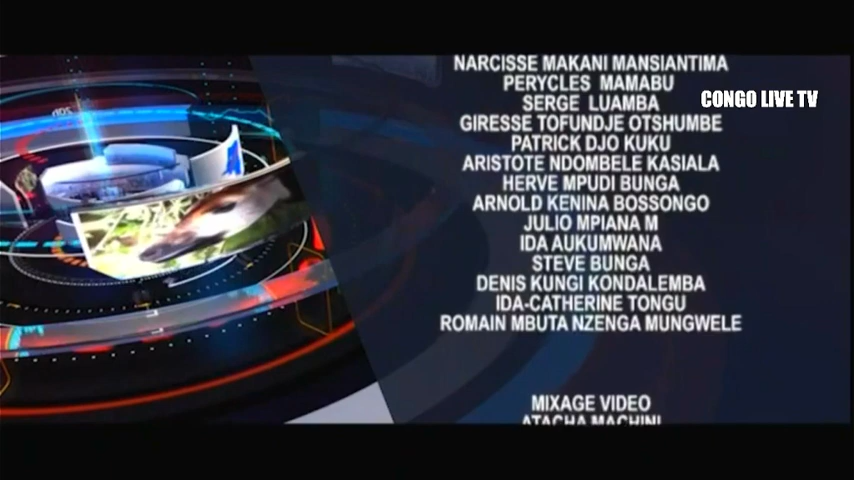 NARCISSE MAKANI MANSIANTIMA
PERYCLES MAMABU
SERGE LUAMBA
CONGO LIVE TV
GIRESSE TOFUNDJE OTSHUMBE
PATRICK DJO KUKU
ARISTOTE NDOMBELE KASIALA
HERVE MPUDI BUNGA
ARNOLD KENINA BOSSONGO
JULIO MPIANA M
IDA AUKUMWANA
STEVE BUNGA
DENIS KUNGI KONDALEMBA
IDA-CATHERINE TONGU
ROMAIN MBUTA NZENGA MUNGWELE
MIXAGE VIDEO
ATACHA MACHINI